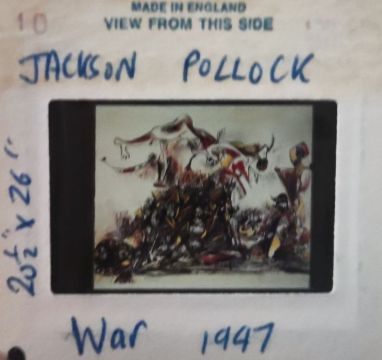 MADE IN ENGLAND
10 VIEW FROM THIS SIDE
JACKSON POLLOCK
20½" X 26"
War 1947